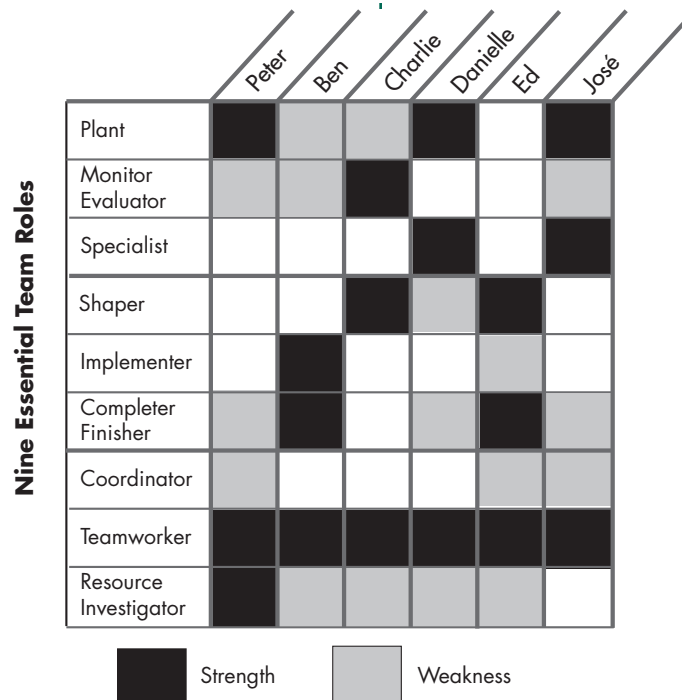 Peter
Ben
Charlie
Danielle
Ed
José
Nine Essential Team Roles
Plant
Monitor
Evaluator
Specialist
Shaper
Implementer
Completer
Finisher
Coordinator
Teamworker
Resource
Investigator
Strength
Weakness